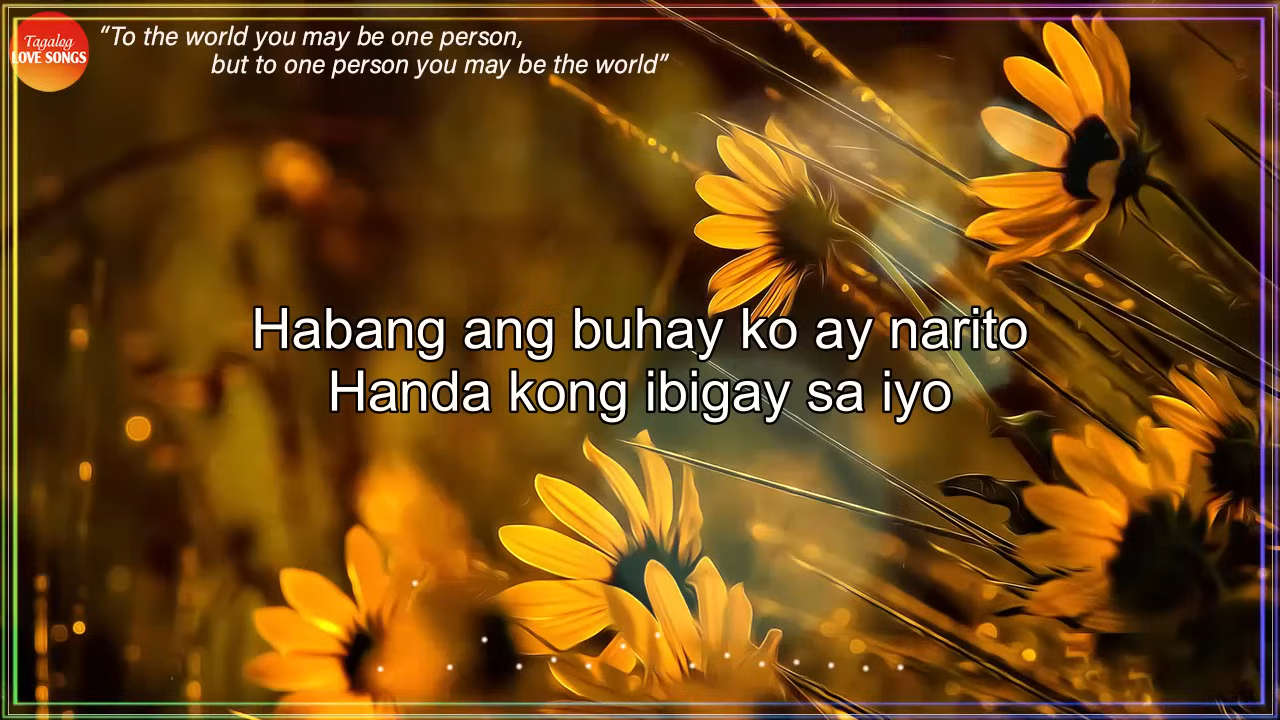 Tagalog
LOVE SONGS
“To the world you may be one person,
but to one person you may be the world”
Habang ang buhay ko ay narito
Handa kong ibigay sa iyo